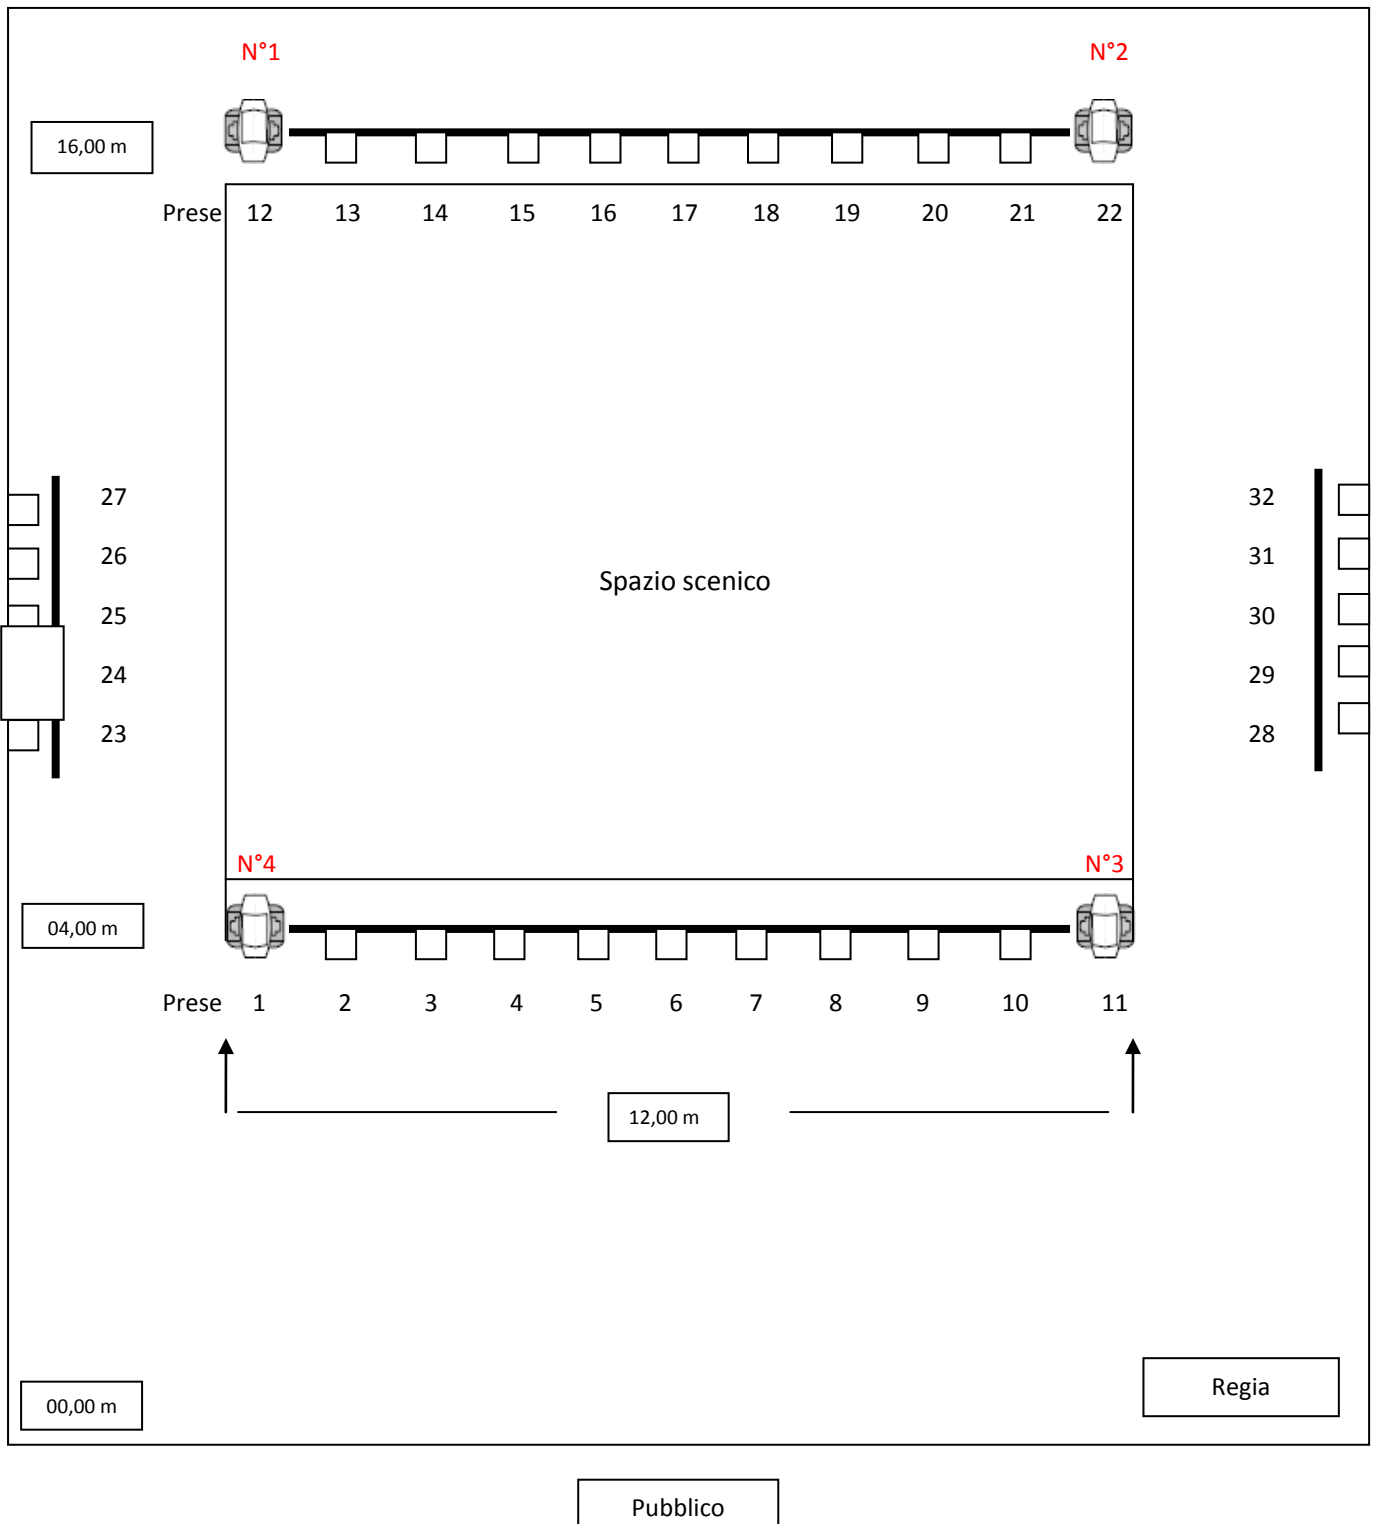 N°1 N°2
16,00 m
Prese 12 13 14 15 16 17 18 19 20 21 22
27 32
26 31
Spazio scenico
25 30
24 29
23 28
N°4 N°3
04,00 m
Prese 1 2 3 4 5 6 7 8 9 10 11
12,00 m
Regia
00,00 m
Pubblico